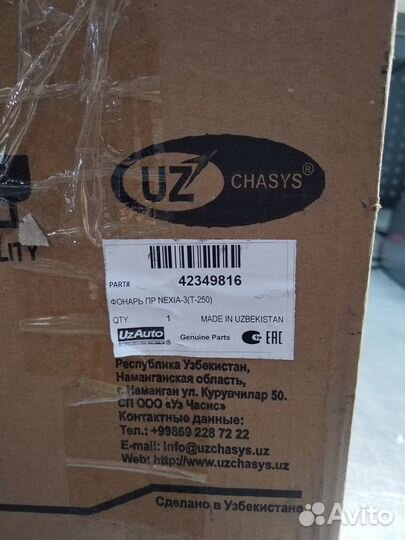 UZ CHASYS®
LITY
PART# 42349816
ФОНАРЬ ПР NEXIA-3(T-250)
QTY. 1 MADE IN UZBEKISTAN
UzAuto Genuine Parts EAC
Республика Узбекистан,
Наманганская область,
г. Наманган ул. Курувчилар 50.
СП ООО «Уз Часис»
Контактные данные:
Тел.: +99869 228 72 22
E-mail: info@uzchasys.uz
Web: http://www.uzchasys.uz
Сделано в Узбекистане
Avito